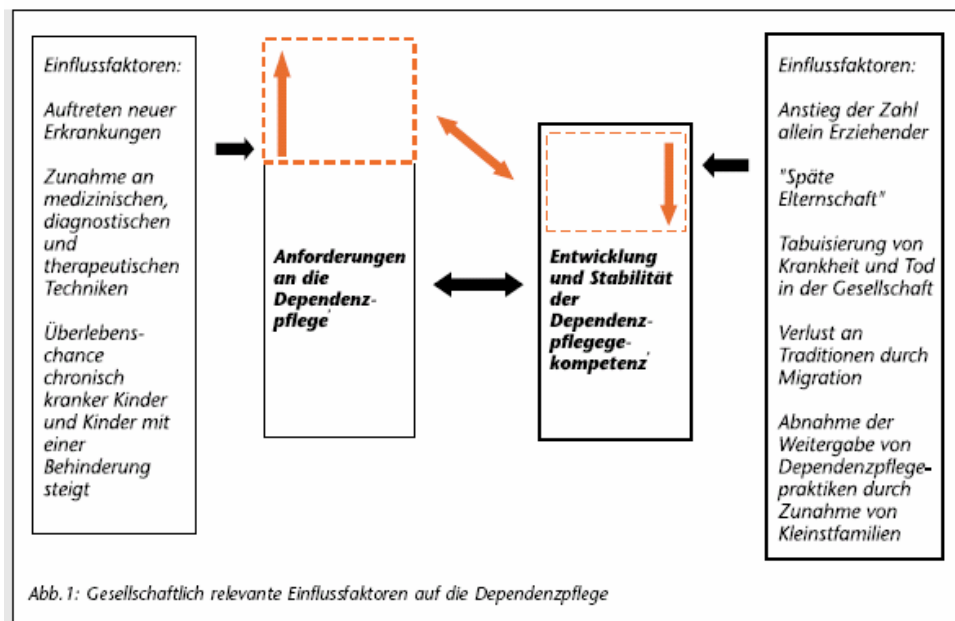 Einflussfaktoren:
Auftreten neuer
Erkrankungen
Zunahme an
medizinischen,
diagnostischen
und
therapeutischen
Techniken
Überlebens-
chance
chronisch
kranker Kinder
und Kinder mit
einer
Behinderung
steigt
Anforderungen
an die
Dependenz-
pflege'
Entwicklung
und Stabilität
der
Dependenz-
pflegege-
kompetenz'
Einflussfaktoren:
Anstieg der Zahl
allein Erziehender
"Späte
Elternschaft"
Tabuisierung von
Krankheit und Tod
in der Gesellschaft
Verlust an
Traditionen durch
Migration
Abnahme der
Weitergabe von
Dependenzpflege-
praktiken durch
Zunahme von
Kleinstfamilien
Abb.1: Gesellschaftlich relevante Einflussfaktoren auf die Dependenzpflege